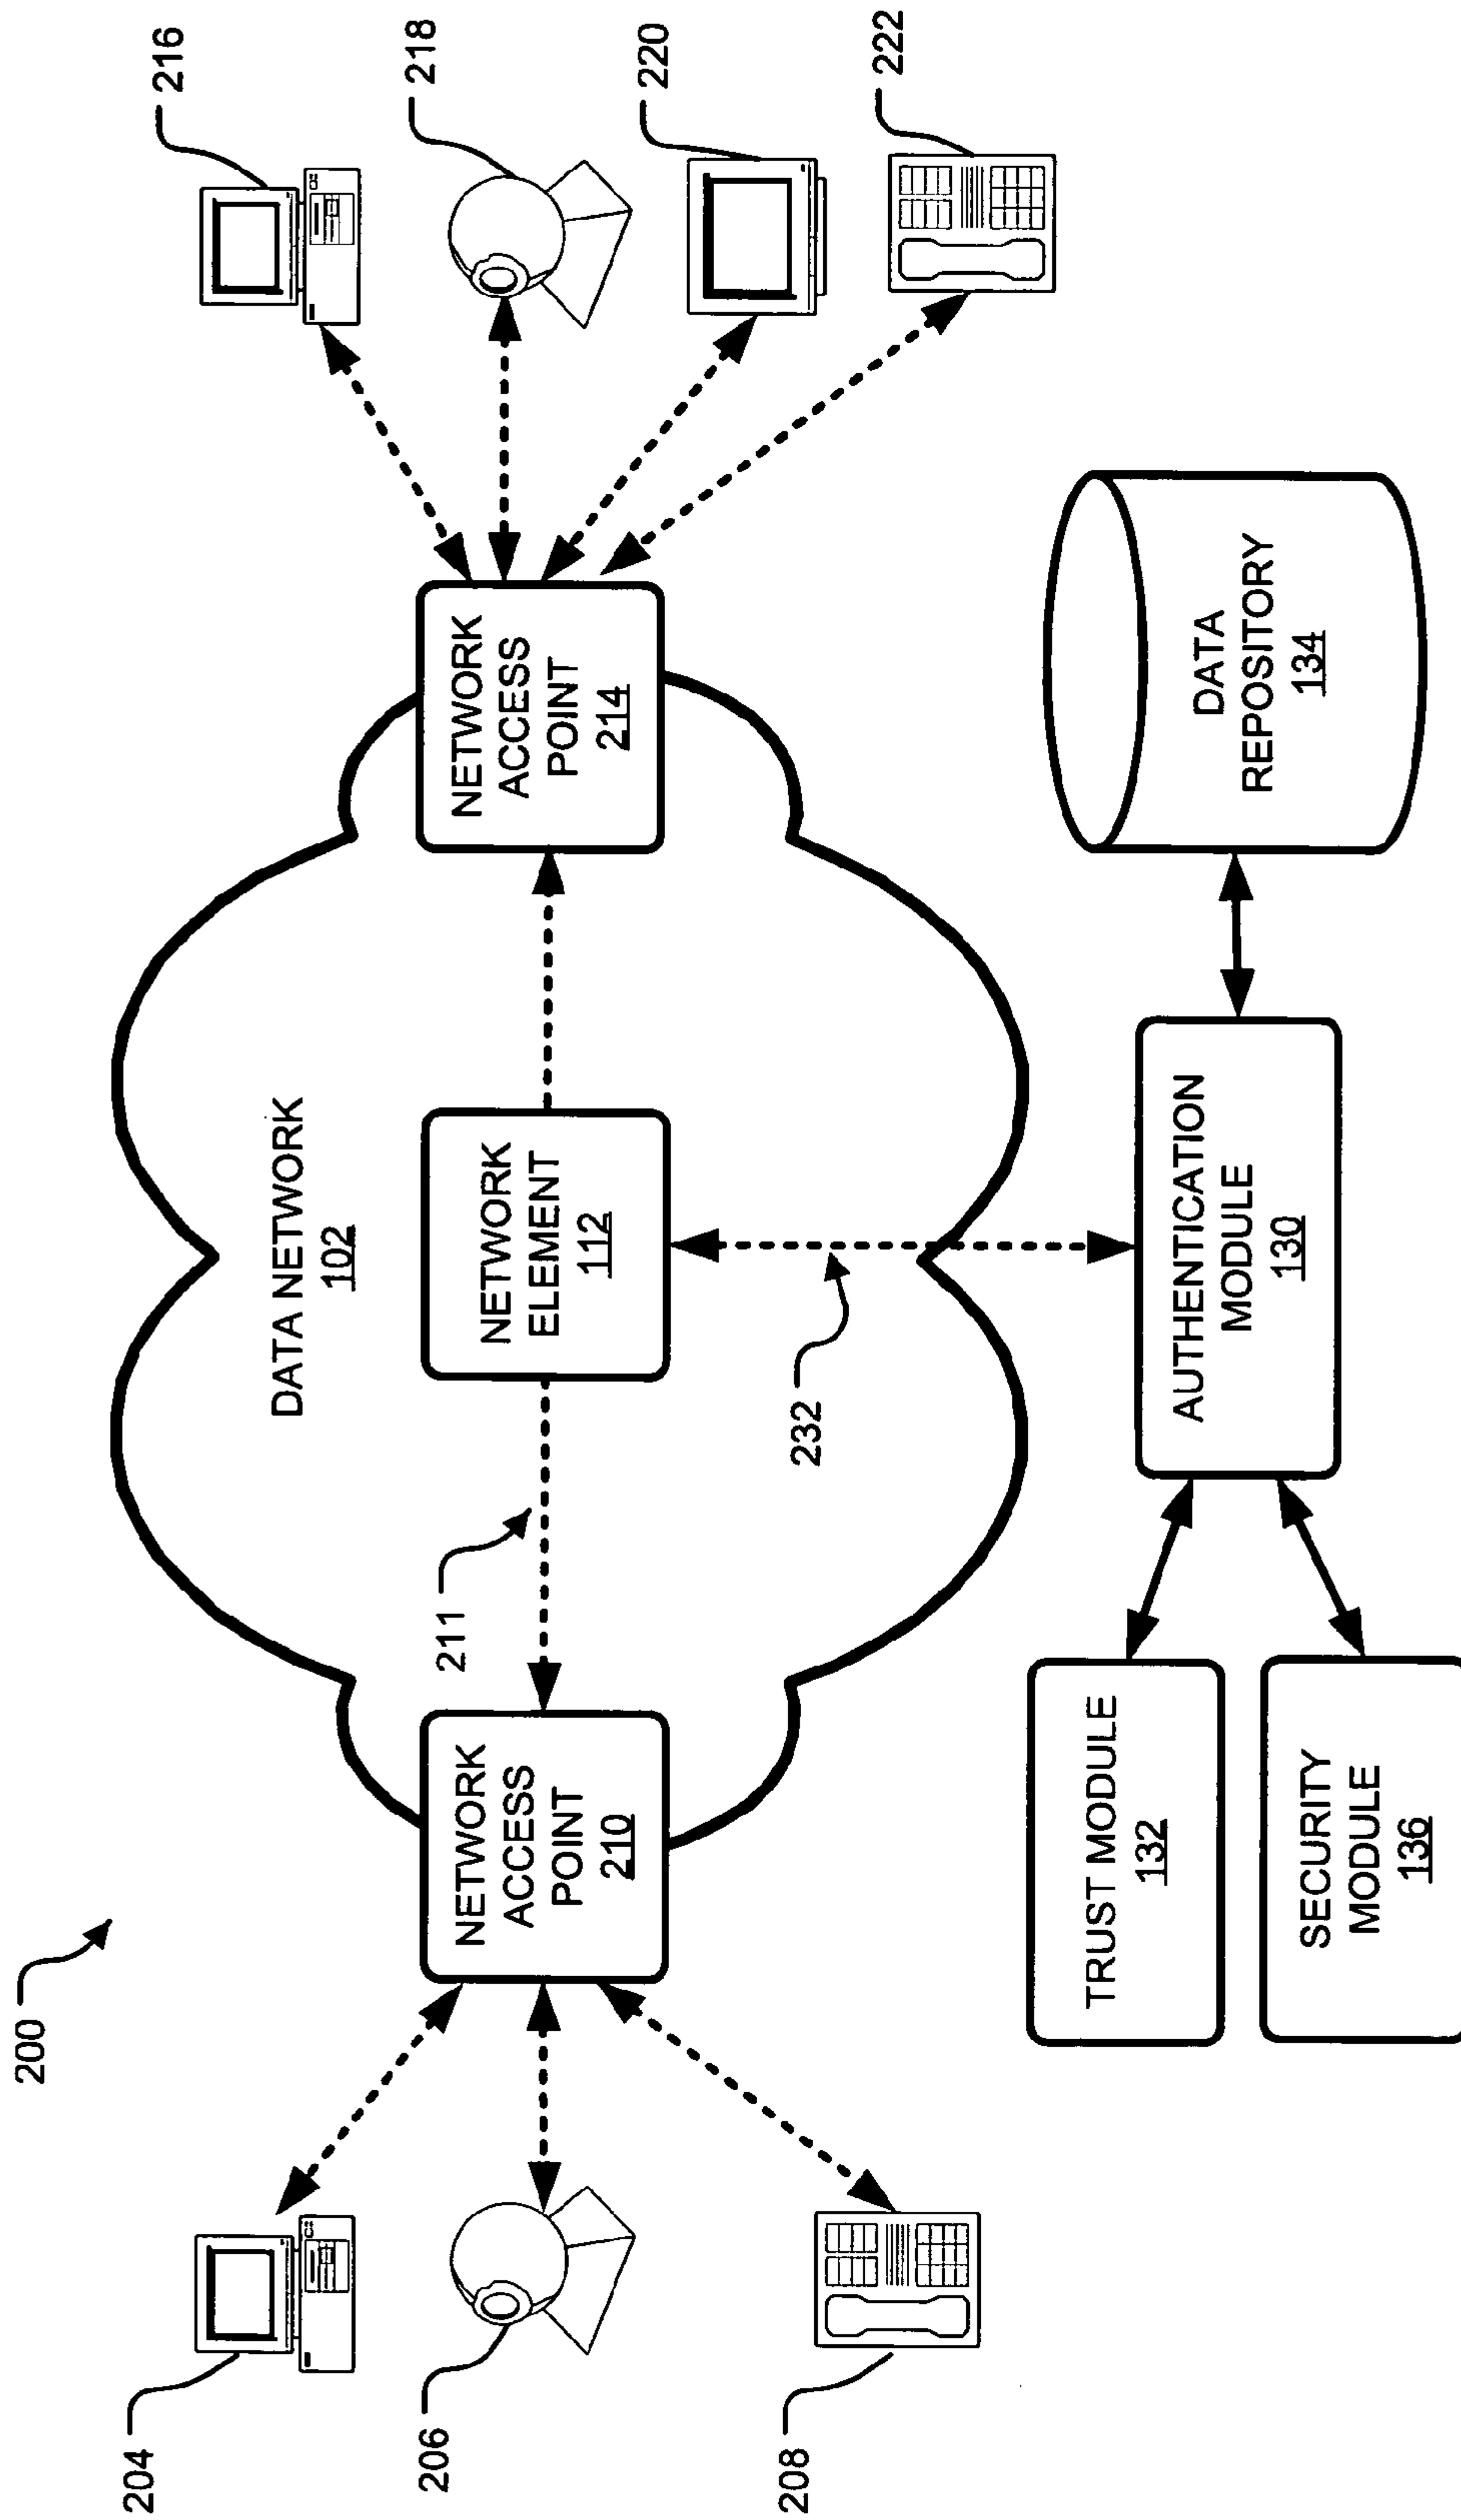 200
204
206
208
211
DATA NETWORK
102
NETWORK
ACCESS
POINT
210
NETWORK
ELEMENT
112
NETWORK
ACCESS
POINT
214
216
218
220
222
232
TRUST MODULE
132
SECURITY
MODULE
136
AUTHENTICATION
MODULE
130
DATA
REPOSITORY
134